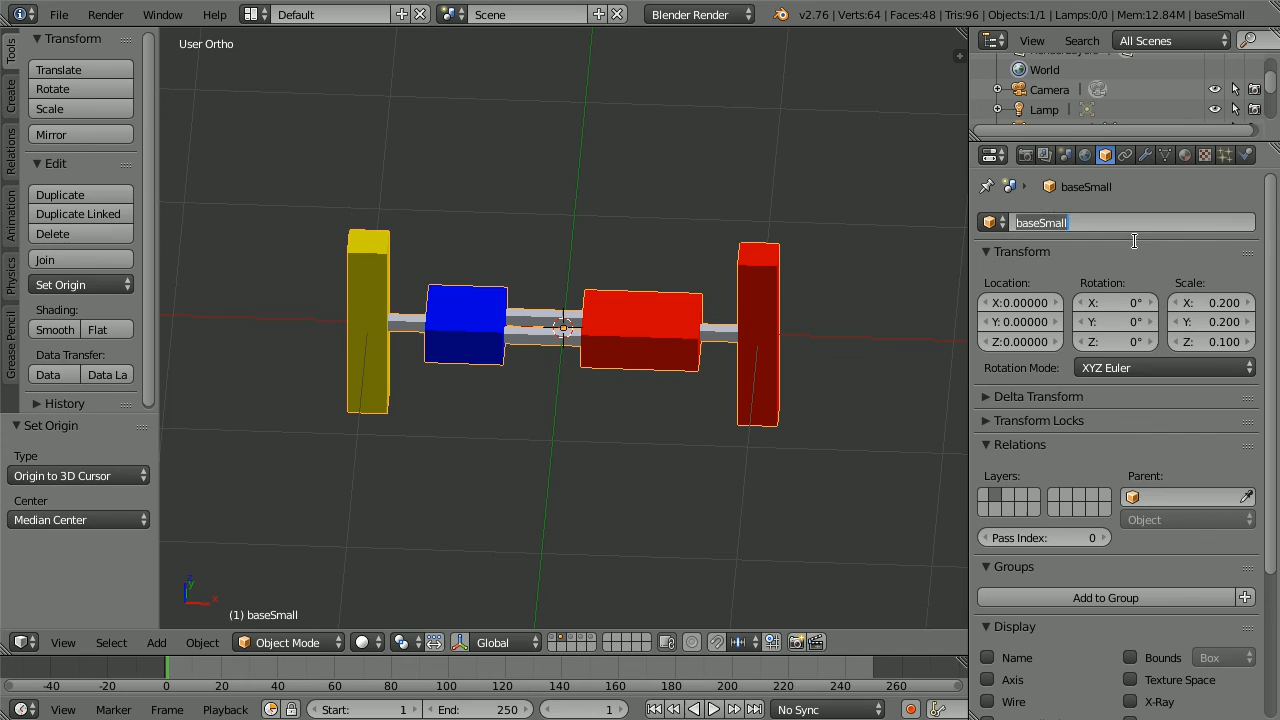 File Render Window Help Default Scene Blender Render v2.76 | Verts:64 | Faces:48 | Tris:96 | Objects:1/1 | Lamps:0/0 | Mem:12.84M | baseSmall
Tools
Create
Relations
Animation
Physics
Grease Pencil
Transform
Translate
Rotate
Scale
Mirror
Edit
Duplicate
Duplicate Linked
Delete
Join
Set Origin
Shading:
Smooth Flat
Data Transfer:
Data Data La
History
Set Origin
Type
Origin to 3D Cursor
Center
Median Center
User Ortho
z
y
x
(1) baseSmall
View Select Add Object Object Mode Global
-40 -20 0 20 40 60 80 100 120 140 160 180 200 220 240 260
View Marker Frame Playback Start: 1 End: 250 1 No Sync
View Search All Scenes
World
Camera
Lamp
baseSmall
baseSmall
Transform
Location: Rotation: Scale:
X:0.00000 X: 0° X: 0.200
Y: 0.00000 Y: 0° Y: 0.200
Z:0.00000 Z: 0° Z: 0.100
Rotation Mode: XYZ Euler
Delta Transform
Transform Locks
Relations
Layers: Parent:
Object
Pass Index: 0
Groups
Add to Group
Display
Name Bounds Box
Axis Texture Space
Wire X-Ray